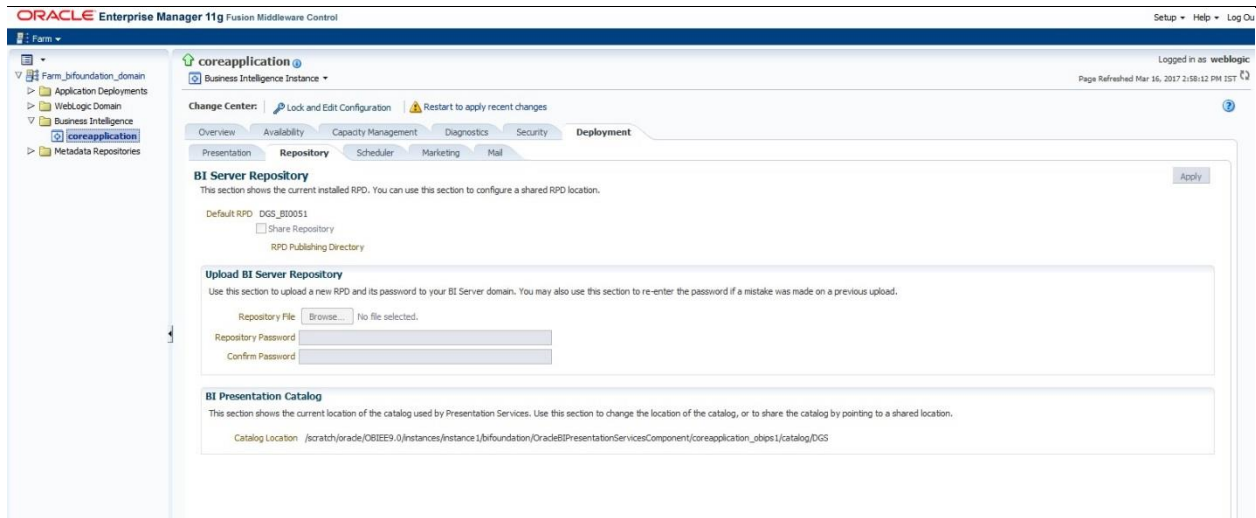 ORACLE Enterprise Manager 11g Fusion Middleware Control
Setup Help Log Ou
Farm
Farm_bifoundation_domain
Application Deployments
WebLogic Domain
Business Intelligence
coreapplication
Metadata Repositories
coreapplication
Logged in as weblogic
Business Intelligence Instance
Page Refreshed Mar 16, 2017 2:58:12 PM IST
Change Center: Lock and Edit Configuration Restart to apply recent changes
Overview Availability Capacity Management Diagnostics Security Deployment
Presentation Repository Scheduler Marketing Mail
BI Server Repository
Apply
This section shows the current installed RPD. You can use this section to configure a shared RPD location.
Default RPD DGS_BI0051
Share Repository
RPD Publishing Directory
Upload BI Server Repository
Use this section to upload a new RPD and its password to your BI Server domain. You may also use this section to re-enter the password if a mistake was made on a previous upload.
Repository File Browse... No file selected.
Repository Password
Confirm Password
BI Presentation Catalog
This section shows the current location of the catalog used by Presentation Services. Use this section to change the location of the catalog, or to share the catalog by pointing to a shared location.
Catalog Location /scratch/orade/OBIEE9.0/instances/instance1/bifoundation/OracleBIPresentationServicesComponent/coreapplication_obips1/catalog/DGS